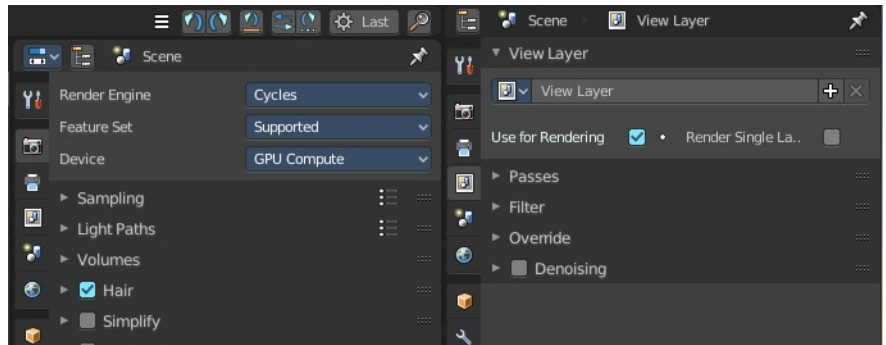 Last
Scene
Render Engine Cycles
Feature Set Supported
Device GPU Compute
Sampling
Light Paths
Volumes
Hair
Simplify
Scene View Layer
View Layer
View Layer
Use for Rendering Render Single La..
Passes
Filter
Override
Denoising